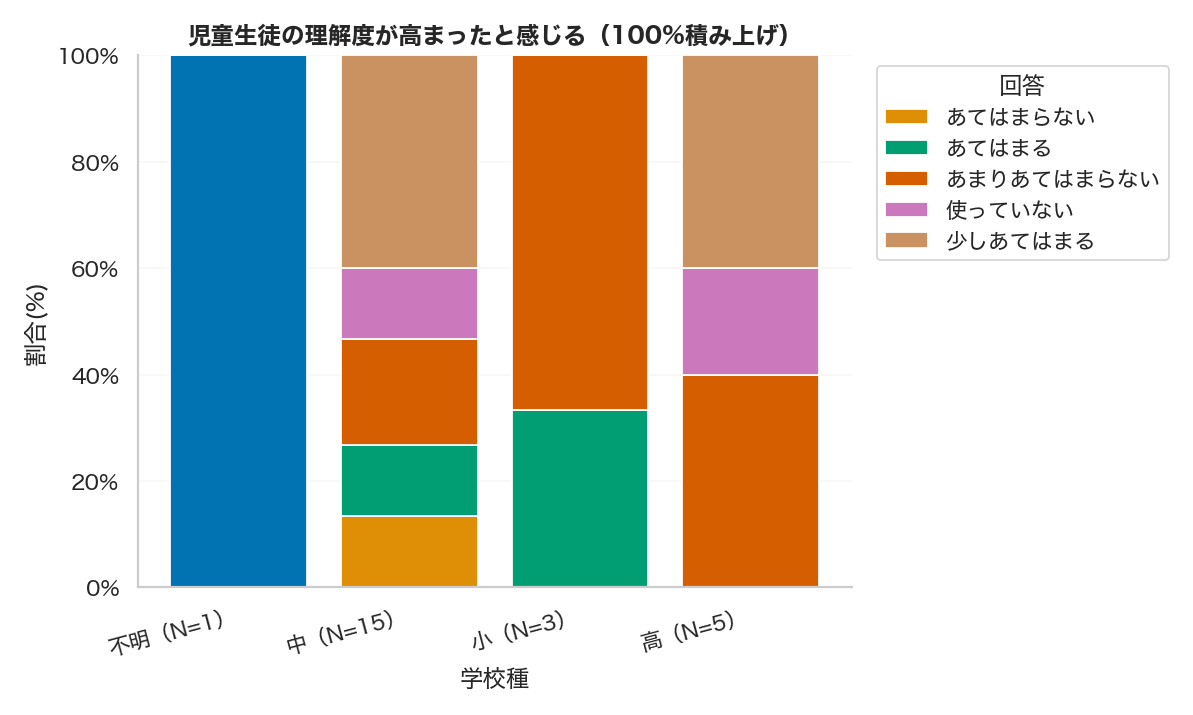 児童生徒の理解度が高まったと感じる（100%積み上げ）
100%
80%
60%
40%
20%
0%
割合(%)
不明（N=1）
中（N=15）
小（N=3）
高（N=5）
学校種
回答
あてはまらない
あてはまる
あまりあてはまらない
使っていない
少しあてはまる